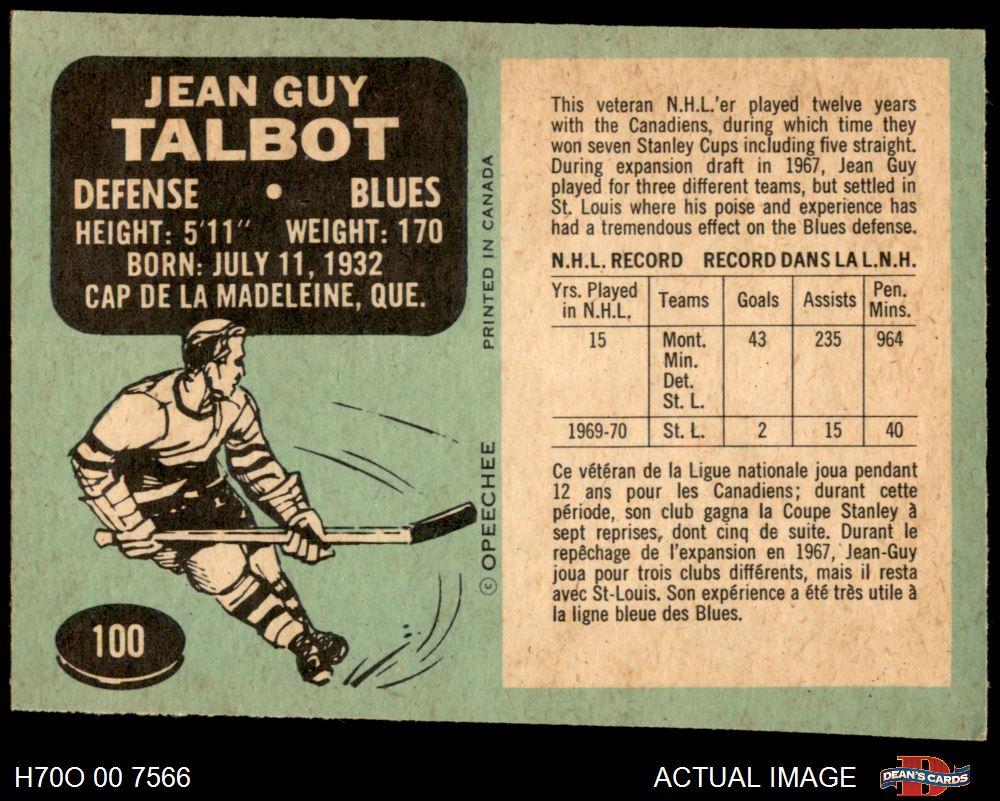 JEAN GUY
TALBOT
DEFENSE • BLUES
HEIGHT: 5'11" WEIGHT: 170
BORN: JULY 11, 1932
CAP DE LA MADELEINE, QUE.
100
© OPEECHEE PRINTED IN CANADA
This veteran N.H.L.'er played twelve years
with the Canadiens, during which time they
won seven Stanley Cups including five straight.
During expansion draft in 1967, Jean Guy
played for three different teams, but settled in
St. Louis where his poise and experience has
had a tremendous effect on the Blues defense.
N.H.L. RECORD RECORD DANS LA L.N.H.
Yrs. Played in N.H.L. Teams Goals Assists Pen. Mins.
15 Mont. 43 235 964
Min.
Det.
St. L.
1969-70 St. L. 2 15 40
Ce vétéran de la Ligue nationale joua pendant
12 ans pour les Canadiens; durant cette
période, son club gagna la Coupe Stanley à
sept reprises, dont cinq de suite. Durant le
repêchage de l'expansion en 1967, Jean-Guy
joua pour trois clubs différents, mais il resta
avec St-Louis. Son expérience a été très utile à
la ligne bleue des Blues.
H70O 00 7566
ACTUAL IMAGE
D
DEAN'S CARDS